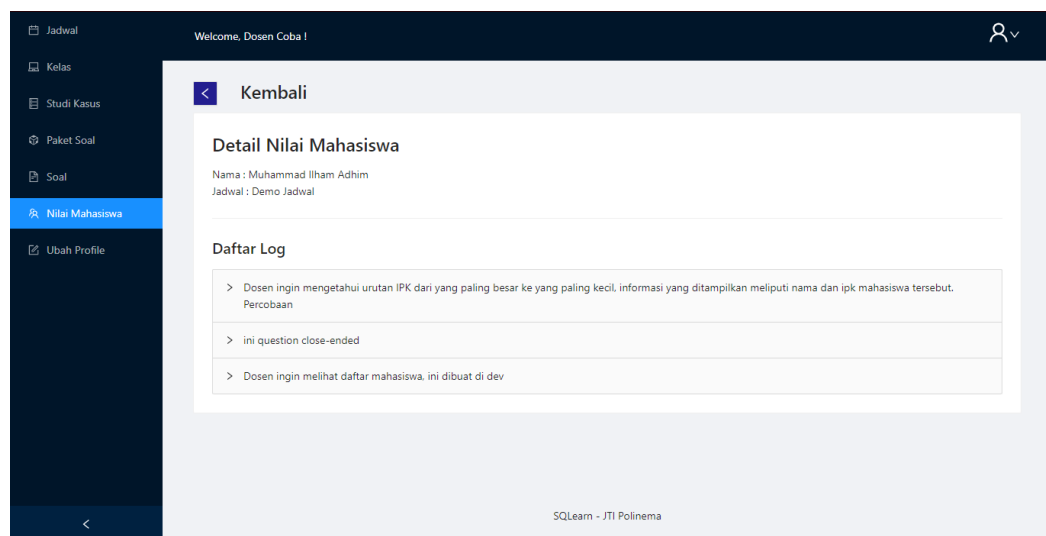 Jadwal
Kelas
Studi Kasus
Paket Soal
Soal
Nilai Mahasiswa
Ubah Profile
Welcome, Dosen Coba !
Kembali
Detail Nilai Mahasiswa
Nama : Muhammad Ilham Adhim
Jadwal : Demo Jadwal
Daftar Log
Dosen ingin mengetahui urutan IPK dari yang paling besar ke yang paling kecil, informasi yang ditampilkan meliputi nama dan ipk mahasiswa tersebut.
Percobaan
ini question close-ended
Dosen ingin melihat daftar mahasiswa, ini dibuat di dev
SQLearn - JTI Polinema